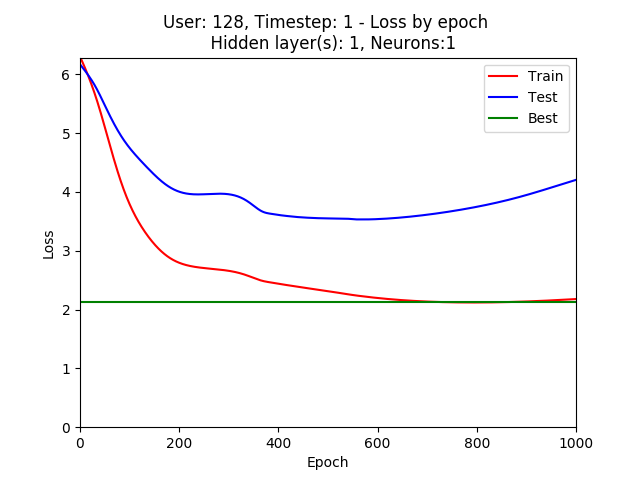 User: 128, Timestep: 1 - Loss by epoch
Hidden layer(s): 1, Neurons:1
Train
Test
Best
6
5
4
3
2
1
0
Loss
0 200 400 600 800 1000
Epoch